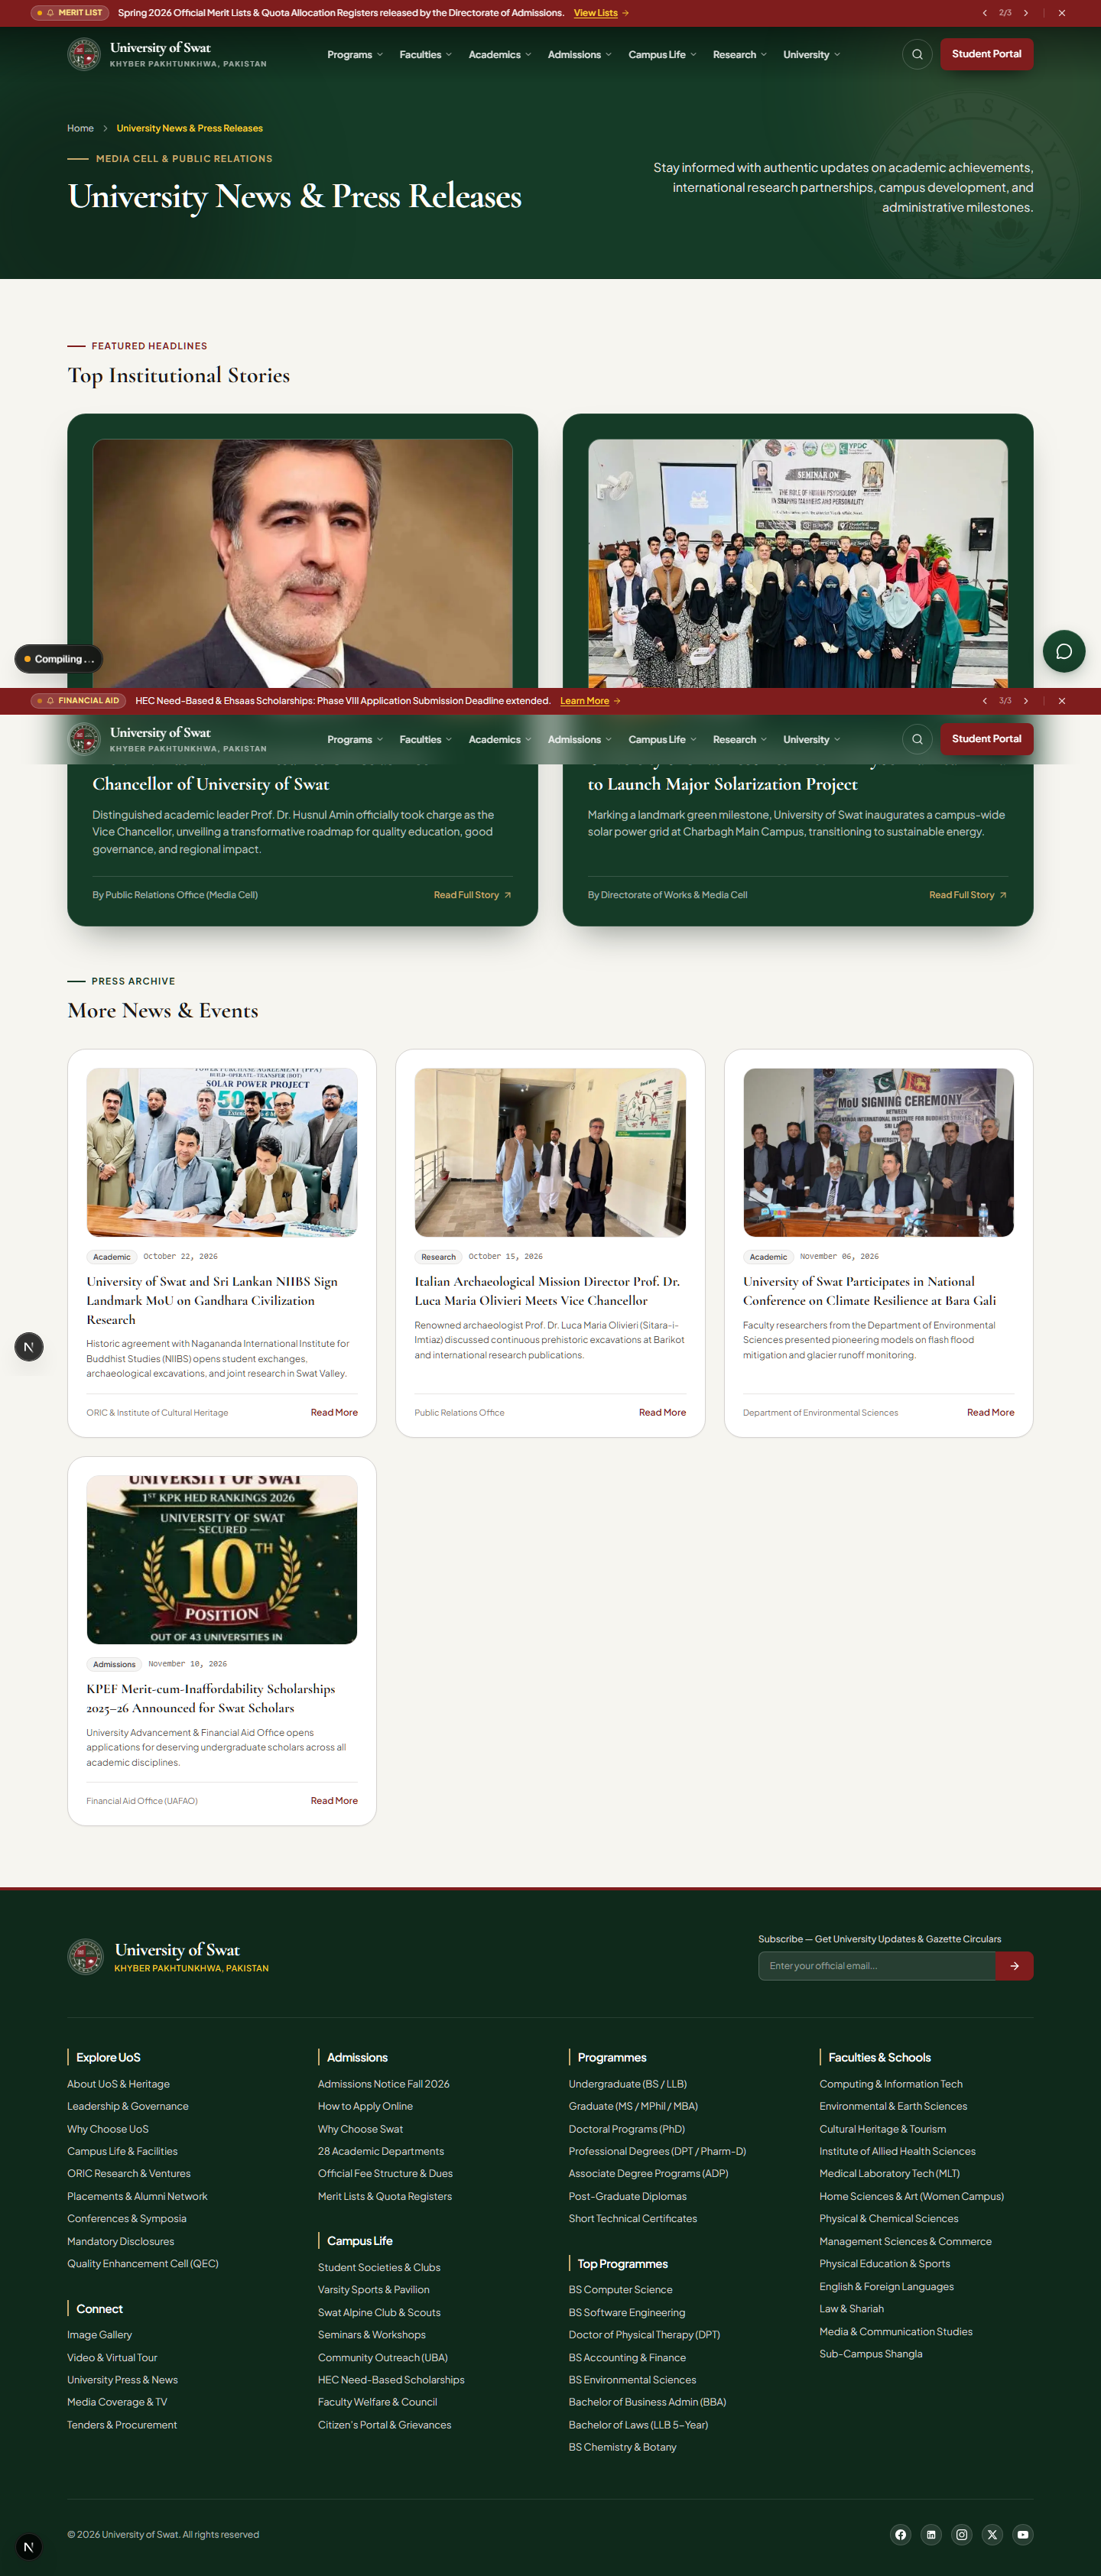 MERIT LIST Spring 2026 Official Merit Lists & Quota Allocation Registers released by the Directorate of Admissions. View Lists → 2/3
University of Swat
KHYBER PAKHTUNKHWA, PAKISTAN
Programs Faculties Academics Admissions Campus Life Research University Student Portal
Home > University News & Press Releases
MEDIA CELL & PUBLIC RELATIONS
University News & Press Releases
Stay informed with authentic updates on academic achievements,
international research partnerships, campus development, and
administrative milestones.
FEATURED HEADLINES
Top Institutional Stories
SEMINAR ON
THE ROLE OF HUMAN PSYCHOLOGY
IN SHAPING MANNERS AND PERSONALITY
Compiling ...
FINANCIAL AID HEC Need-Based & Ehsaas Scholarships: Phase VIII Application Submission Deadline extended. Learn More → 3/3
University of Swat
KHYBER PAKHTUNKHWA, PAKISTAN
Programs Faculties Academics Admissions Campus Life Research University Student Portal
Chancellor of University of Swat
Distinguished academic leader Prof. Dr. Husnul Amin officially took charge as the
Vice Chancellor, unveiling a transformative roadmap for quality education, good
governance, and regional impact.
By Public Relations Office (Media Cell) Read Full Story
to Launch Major Solarization Project
Marking a landmark green milestone, University of Swat inaugurates a campus-wide
solar power grid at Charbagh Main Campus, transitioning to sustainable energy.
By Directorate of Works & Media Cell Read Full Story
PRESS ARCHIVE
More News & Events
POWER PURCHASE AGREEMENT (PPA)
BUILD-OPERATE-TRANSFER (BOT)
SOLAR POWER PROJECT
Academic October 22, 2026
University of Swat and Sri Lankan NIIBS Sign
Landmark MoU on Gandhara Civilization
Research
Historic agreement with Nagananda International Institute for
Buddhist Studies (NIIBS) opens student exchanges,
archaeological excavations, and joint research in Swat Valley.
ORIC & Institute of Cultural Heritage Read More
Research October 15, 2026
Italian Archaeological Mission Director Prof. Dr.
Luca Maria Olivieri Meets Vice Chancellor
Renowned archaeologist Prof. Dr. Luca Maria Olivieri (Sitara-i-
Imtiaz) discussed continuous prehistoric excavations at Barikot
and international research publications.
Public Relations Office Read More
MoU SIGNING CEREMONY
BETWEEN
Academic November 06, 2026
University of Swat Participates in National
Conference on Climate Resilience at Bara Gali
Faculty researchers from the Department of Environmental
Sciences presented pioneering models on flash flood
mitigation and glacier runoff monitoring.
Department of Environmental Sciences Read More
UNIVERSITY OF SWAT
1ST KPK HED RANKINGS 2026
UNIVERSITY OF SWAT
SECURED
10TH
POSITION
OUT OF 43 UNIVERSITIES IN
Admissions November 10, 2026
KPEF Merit-cum-Inaffordability Scholarships
2025–26 Announced for Swat Scholars
University Advancement & Financial Aid Office opens
applications for deserving undergraduate scholars across all
academic disciplines.
Financial Aid Office (UAFAO) Read More
University of Swat
KHYBER PAKHTUNKHWA, PAKISTAN
Subscribe — Get University Updates & Gazette Circulars
Enter your official email...
Explore UoS
About UoS & Heritage
Leadership & Governance
Why Choose UoS
Campus Life & Facilities
ORIC Research & Ventures
Placements & Alumni Network
Conferences & Symposia
Mandatory Disclosures
Quality Enhancement Cell (QEC)
Connect
Image Gallery
Video & Virtual Tour
University Press & News
Media Coverage & TV
Tenders & Procurement
Admissions
Admissions Notice Fall 2026
How to Apply Online
Why Choose Swat
28 Academic Departments
Official Fee Structure & Dues
Merit Lists & Quota Registers
Campus Life
Student Societies & Clubs
Varsity Sports & Pavilion
Swat Alpine Club & Scouts
Seminars & Workshops
Community Outreach (UBA)
HEC Need-Based Scholarships
Faculty Welfare & Council
Citizen's Portal & Grievances
Programmes
Undergraduate (BS / LLB)
Graduate (MS / MPhil / MBA)
Doctoral Programs (PhD)
Professional Degrees (DPT / Pharm-D)
Associate Degree Programs (ADP)
Post-Graduate Diplomas
Short Technical Certificates
Top Programmes
BS Computer Science
BS Software Engineering
Doctor of Physical Therapy (DPT)
BS Accounting & Finance
BS Environmental Sciences
Bachelor of Business Admin (BBA)
Bachelor of Laws (LLB 5-Year)
BS Chemistry & Botany
Faculties & Schools
Computing & Information Tech
Environmental & Earth Sciences
Cultural Heritage & Tourism
Institute of Allied Health Sciences
Medical Laboratory Tech (MLT)
Home Sciences & Art (Women Campus)
Physical & Chemical Sciences
Management Sciences & Commerce
Physical Education & Sports
English & Foreign Languages
Law & Shariah
Media & Communication Studies
Sub-Campus Shangla
© 2026 University of Swat. All rights reserved